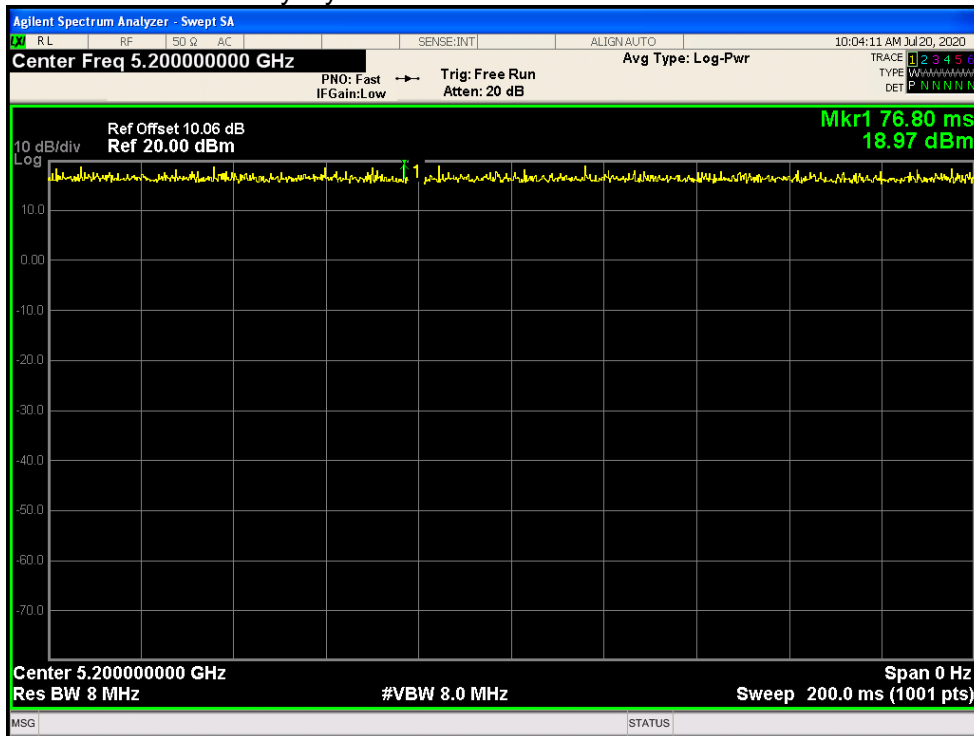 Agilent Spectrum Analyzer - Swept SA
LXI RL RF 50 Ω AC SENSE:INT ALIGN AUTO 10:04:11 AM Jul 20, 2020
Center Freq 5.200000000 GHz
PNO: Fast
IFGain:Low
Trig: Free Run
Atten: 20 dB
Avg Type: Log-Pwr
TRACE 1 2 3 4 5 6
TYPE
DET P N N N N N
Mkr1 76.80 ms
18.97 dBm
Ref Offset 10.06 dB
10 dB/div Ref 20.00 dBm
Log
1
10.0
0.00
-10.0
-20.0
-30.0
-40.0
-50.0
-60.0
-70.0
Center 5.200000000 GHz Span 0 Hz
Res BW 8 MHz #VBW 8.0 MHz Sweep 200.0 ms (1001 pts)
MSG STATUS